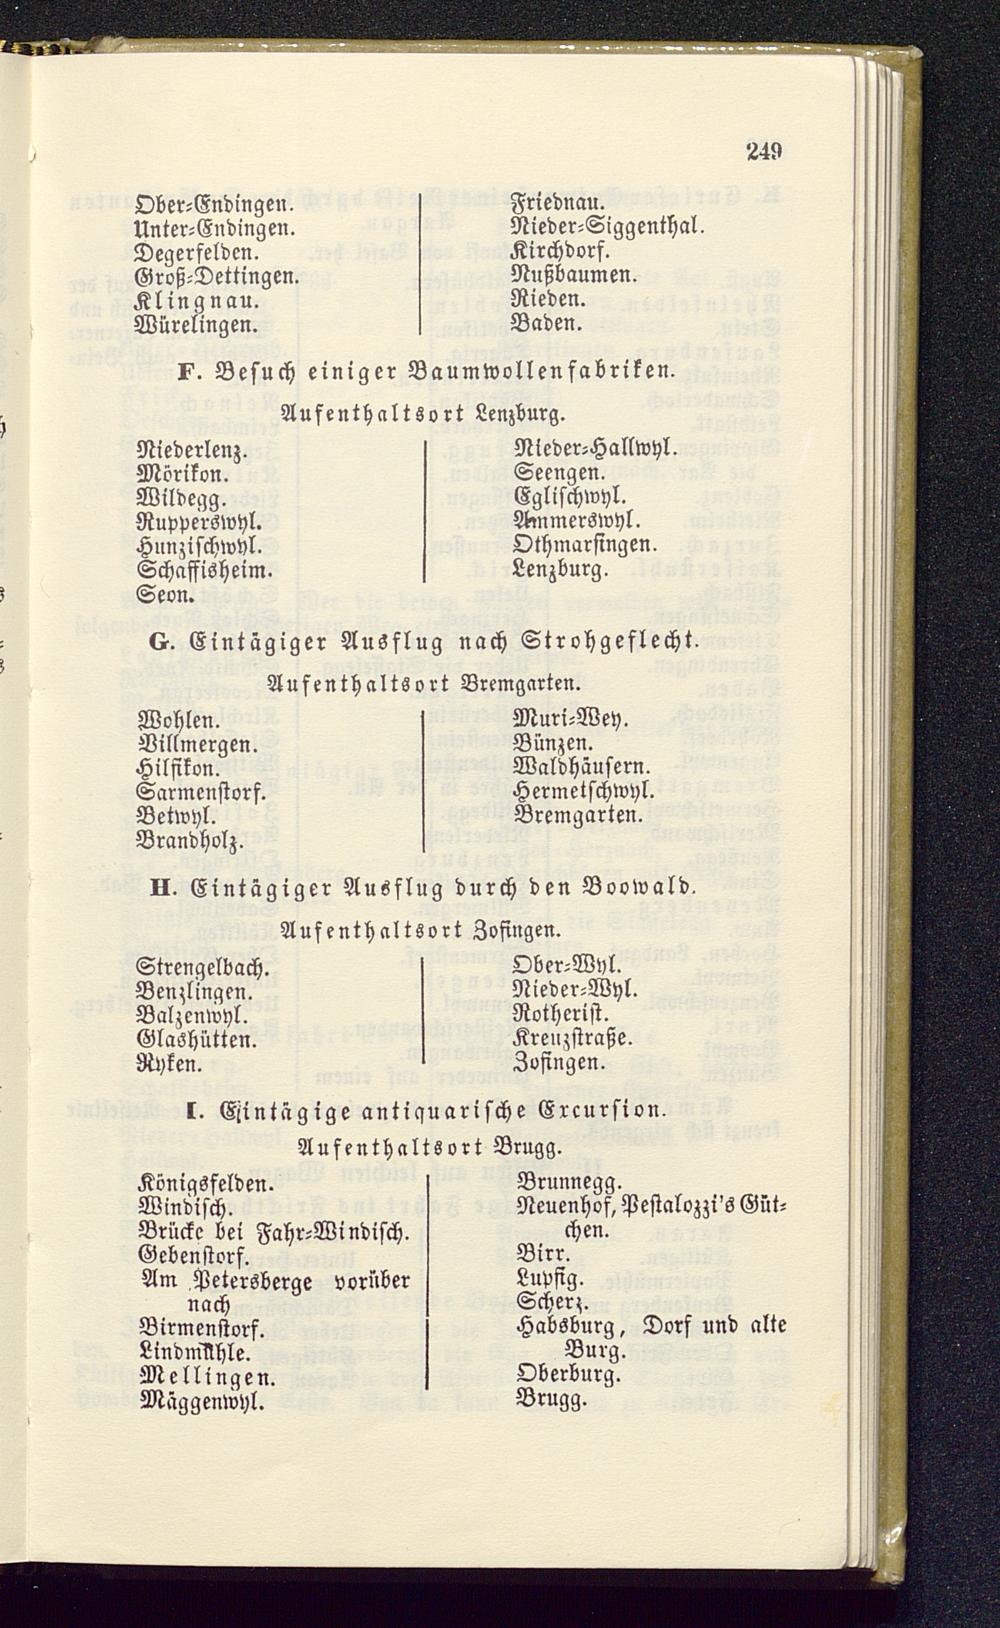 249
Ober-Endingen.
Unter-Endingen.
Degerfelden.
Groß-Dettingen.
Klingnau.
Würelingen.
Friednau.
Nieder-Siggenthal.
Kirchdorf.
Nußbaumen.
Rieden.
Baden.
F. Besuch einiger Baumwollenfabriken.
Aufenthaltsort Lenzburg.
Niederlenz.
Mörikon.
Wildegg.
Rupperswyl.
Hunzischwyl.
Schaffisheim.
Seon.
Nieder-Hallwyl.
Seengen.
Eglischwyl.
Ammerswyl.
Othmarsingen.
Lenzburg.
G. Eintägiger Ausflug nach Strohgeflecht.
Aufenthaltsort Bremgarten.
Wohlen.
Villmergen.
Hilfikon.
Sarmenstorf.
Betwyl.
Brandholz.
Muri-Wey.
Bünzen.
Waldhäusern.
Hermetschwyl.
Bremgarten.
H. Eintägiger Ausflug durch den Boowald.
Aufenthaltsort Zofingen.
Strengelbach.
Benzlingen.
Balzenwyl.
Glashütten.
Ryken.
Ober-Wyl.
Nieder-Wyl.
Rotherist.
Kreuzstraße.
Zofingen.
I. Eintägige antiquarische Excursion.
Aufenthaltsort Brugg.
Königsfelden.
Windisch.
Brücke bei Fahr-Windisch.
Gebenstorf.
Am Petersberge vorüber
nach
Birmenstorf.
Lindmühle.
Mellingen.
Mäggenwyl.
Brunnegg.
Neuenhof, Pestalozzi's Güt-
chen.
Birr.
Lupfig.
Scherz.
Habsburg, Dorf und alte
Burg.
Oberburg.
Brugg.